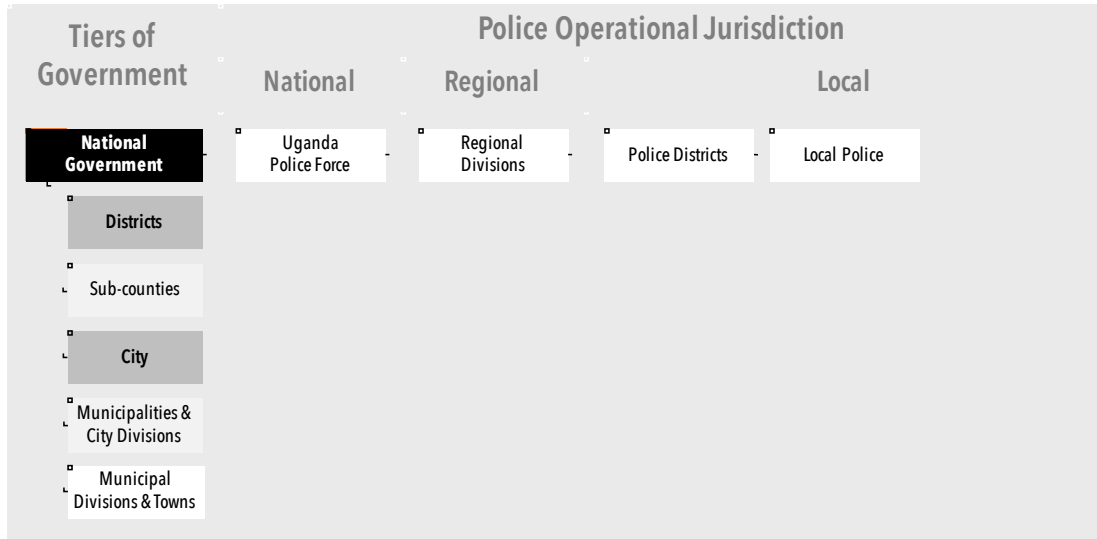 Tiers of
Government
Police Operational Jurisdiction
National
Regional
Local
National
Government
Uganda
Police Force
Regional
Divisions
Police Districts
Local Police
Districts
Sub-counties
City
Municipalities &
City Divisions
Municipal
Divisions & Towns